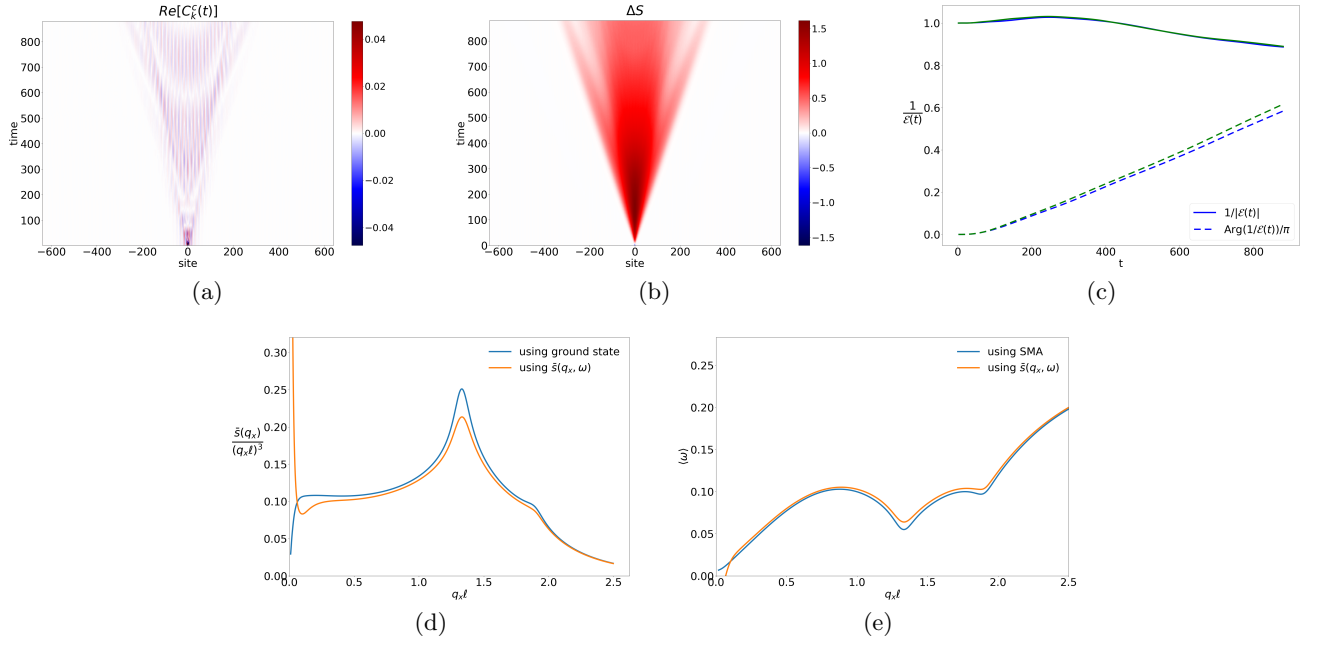 Re[C_k^c(t)]
800
700
600
500
400
300
200
100
time
−600 −400 −200 0 200 400 600
site
0.04
0.02
0.00
−0.02
−0.04
(a)
ΔS
800
700
600
500
400
300
200
100
0
time
−600 −400 −200 0 200 400 600
site
1.5
1.0
0.5
0.0
−0.5
−1.0
−1.5
(b)
1.0
0.8
0.6
0.4
0.2
0.0
1/ℰ(t)
0 200 400 600 800
t
1/|ℰ(t)|
Arg(1/ℰ(t))/π
(c)
0.30
0.25
0.20
0.15
0.10
0.05
0.00
s̄(q_x)/(q_xℓ)^3
0.0 0.5 1.0 1.5 2.0 2.5
q_xℓ
using ground state
using s̄(q_x, ω)
(d)
0.25
0.20
0.15
0.10
0.05
0.00
⟨ω⟩
0.0 0.5 1.0 1.5 2.0 2.5
q_xℓ
using SMA
using s̄(q_x, ω)
(e)